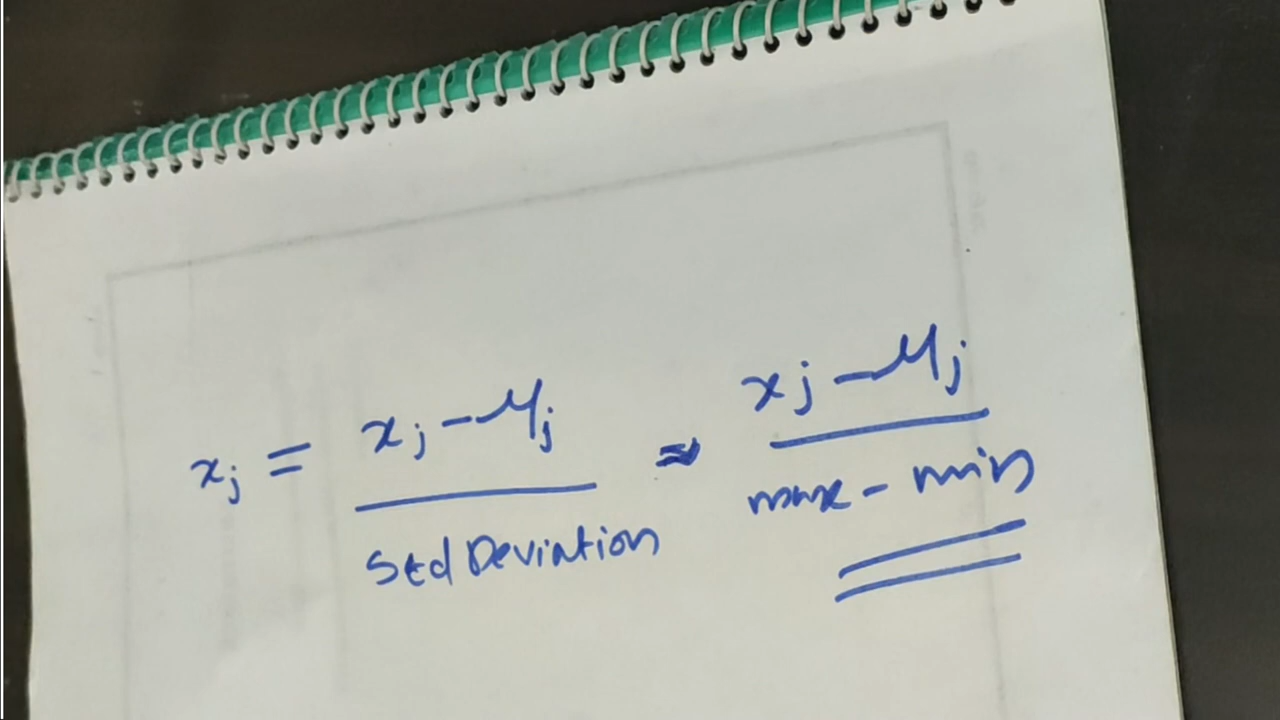 xⱼ = (xⱼ - μⱼ) / Std Deviation ≈ (xⱼ - μⱼ) / (max - min)